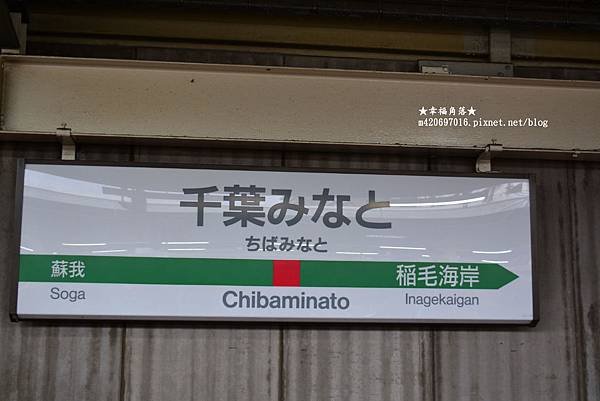 ★幸福角落★
m420697016.pixnet.net/blog
千葉みなと
ちばみなと
蘇我
稲毛海岸
Soga
Chibaminato
Inagekaigan